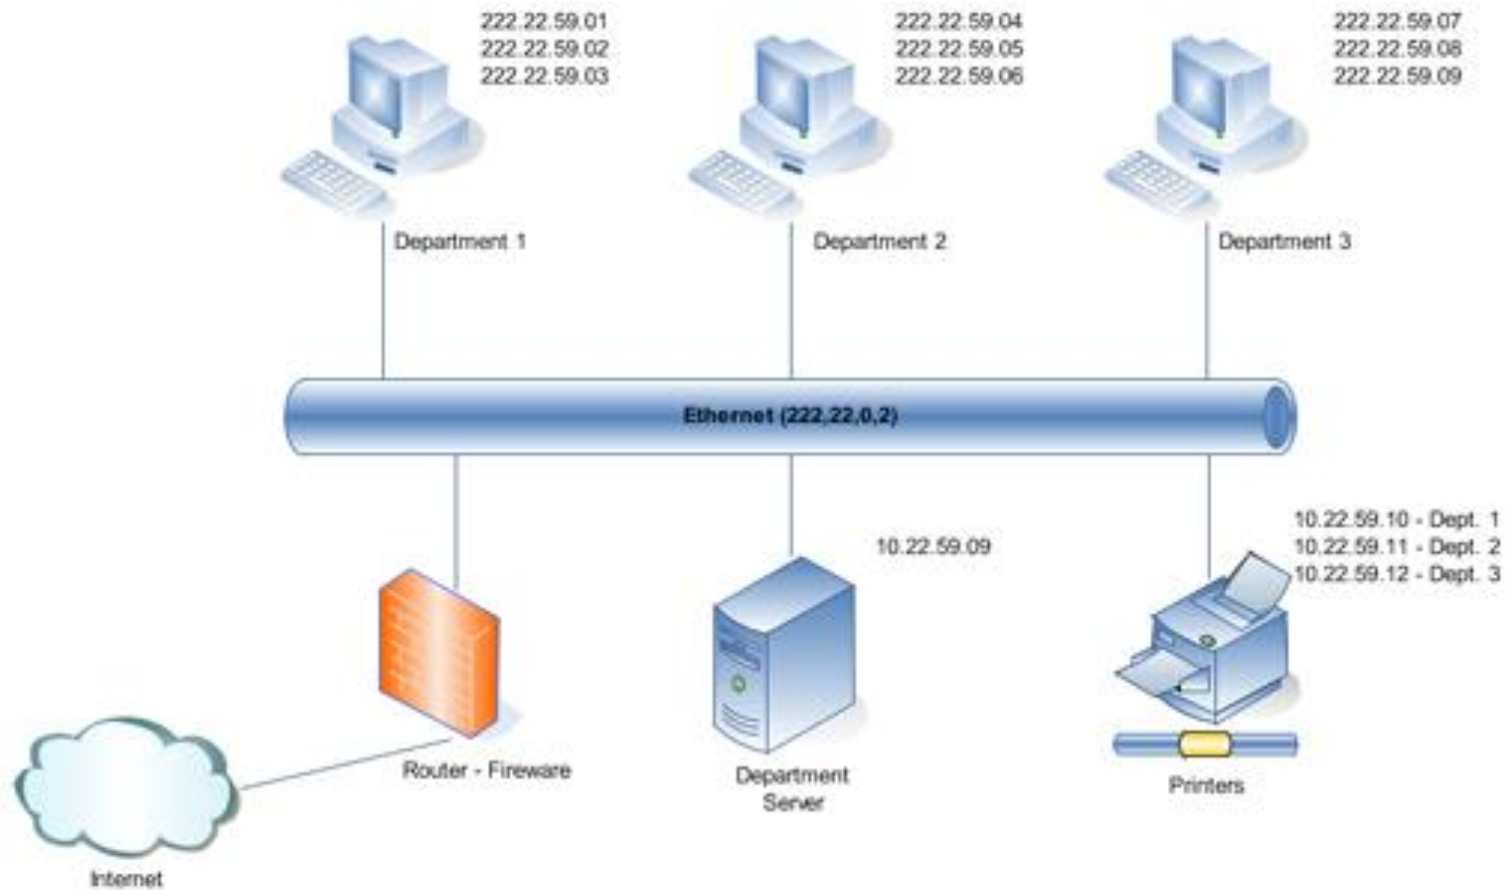 222.22.59.01
222.22.59.02
222.22.59.03
222.22.59.04
222.22.59.05
222.22.59.06
222.22.59.07
222.22.59.08
222.22.59.09
Department 1
Department 2
Department 3
Ethernet (222,22,0,2)
10.22.59.09
10.22.59.10 - Dept. 1
10.22.59.11 - Dept. 2
10.22.59.12 - Dept. 3
Router - Fireware
Department
Server
Printers
Internet